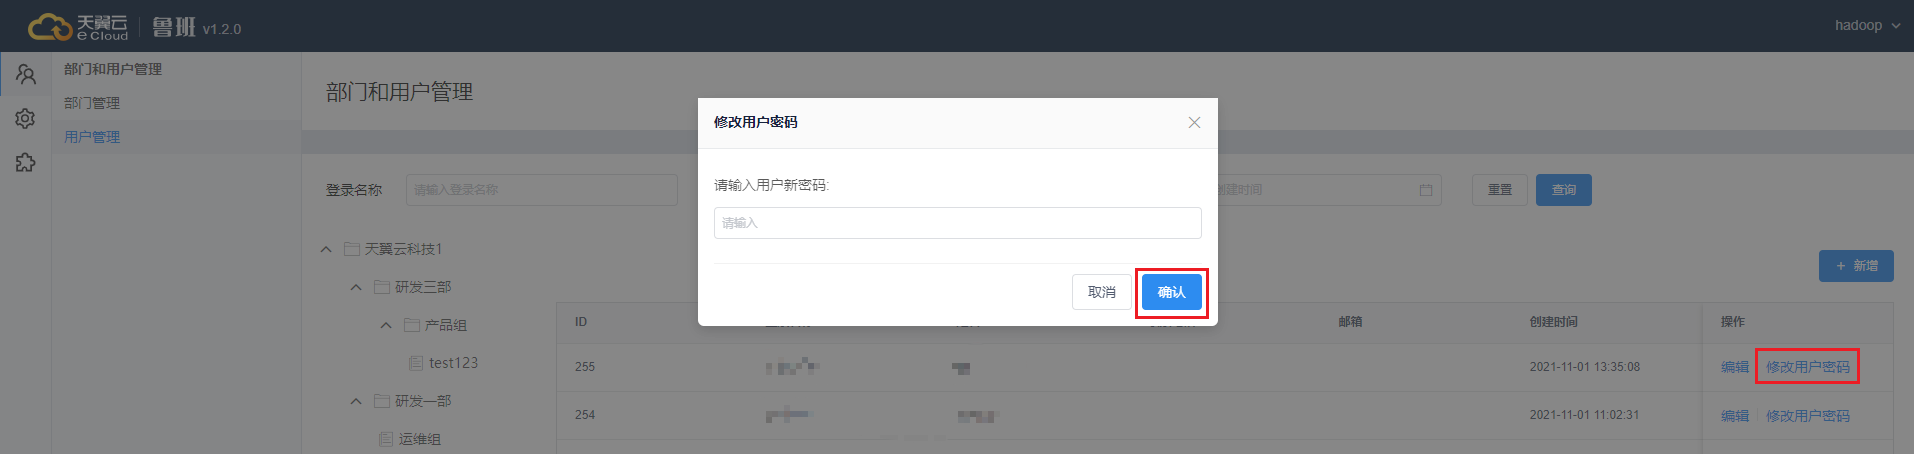 天翼云
e Cloud
鲁班 v1.2.0
hadoop
部门和用户管理
部门管理
用户管理
部门和用户管理
修改用户密码
请输入用户新密码:
请输入
取消
确认
登录名称
请输入登录名称
创建时间
重置
查询
天翼云科技1
研发三部
产品组
test123
研发一部
运维组
+ 新增
ID
邮箱
创建时间
操作
255
2021-11-01 13:35:08
编辑
修改用户密码
254
2021-11-01 11:02:31
编辑
修改用户密码